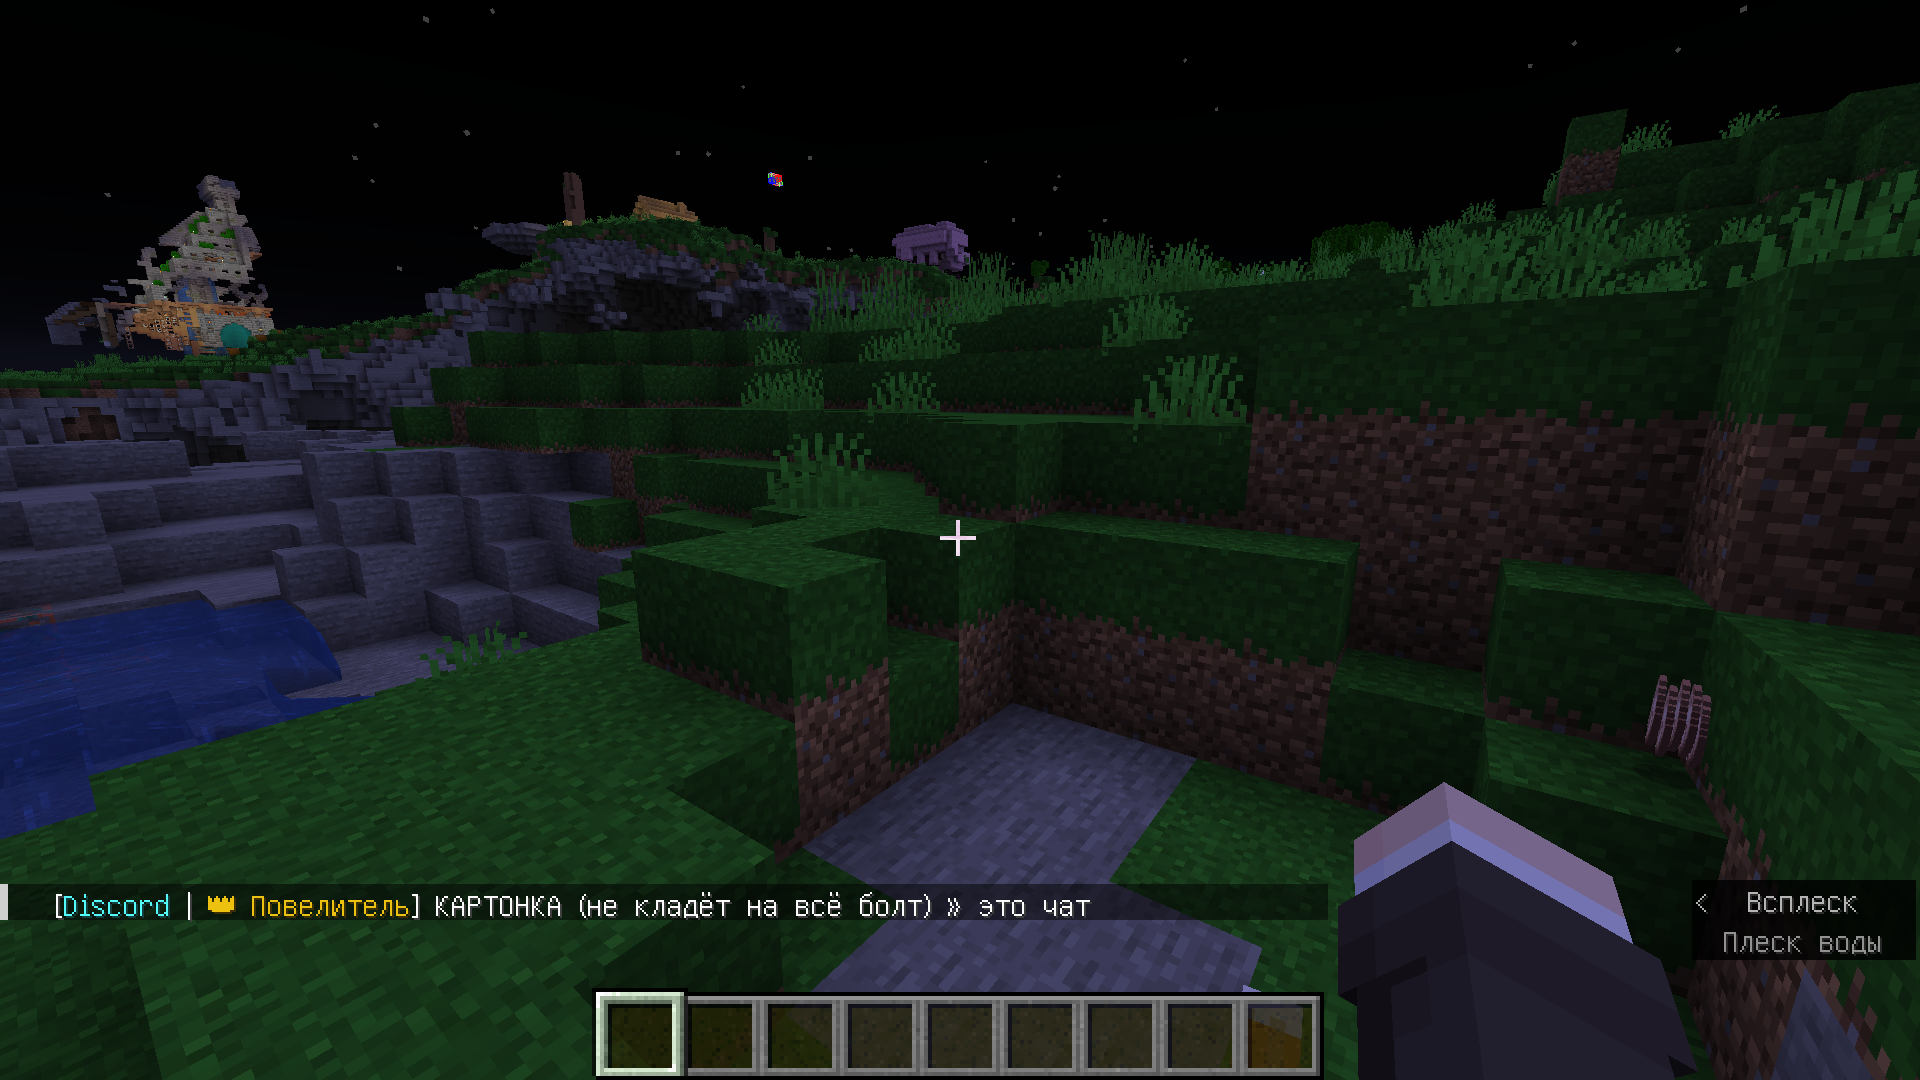 [Discord | Повелитель] КАРТОНКА (не кладёт на всё болт) » это чат
< Всплеск
Плеск воды